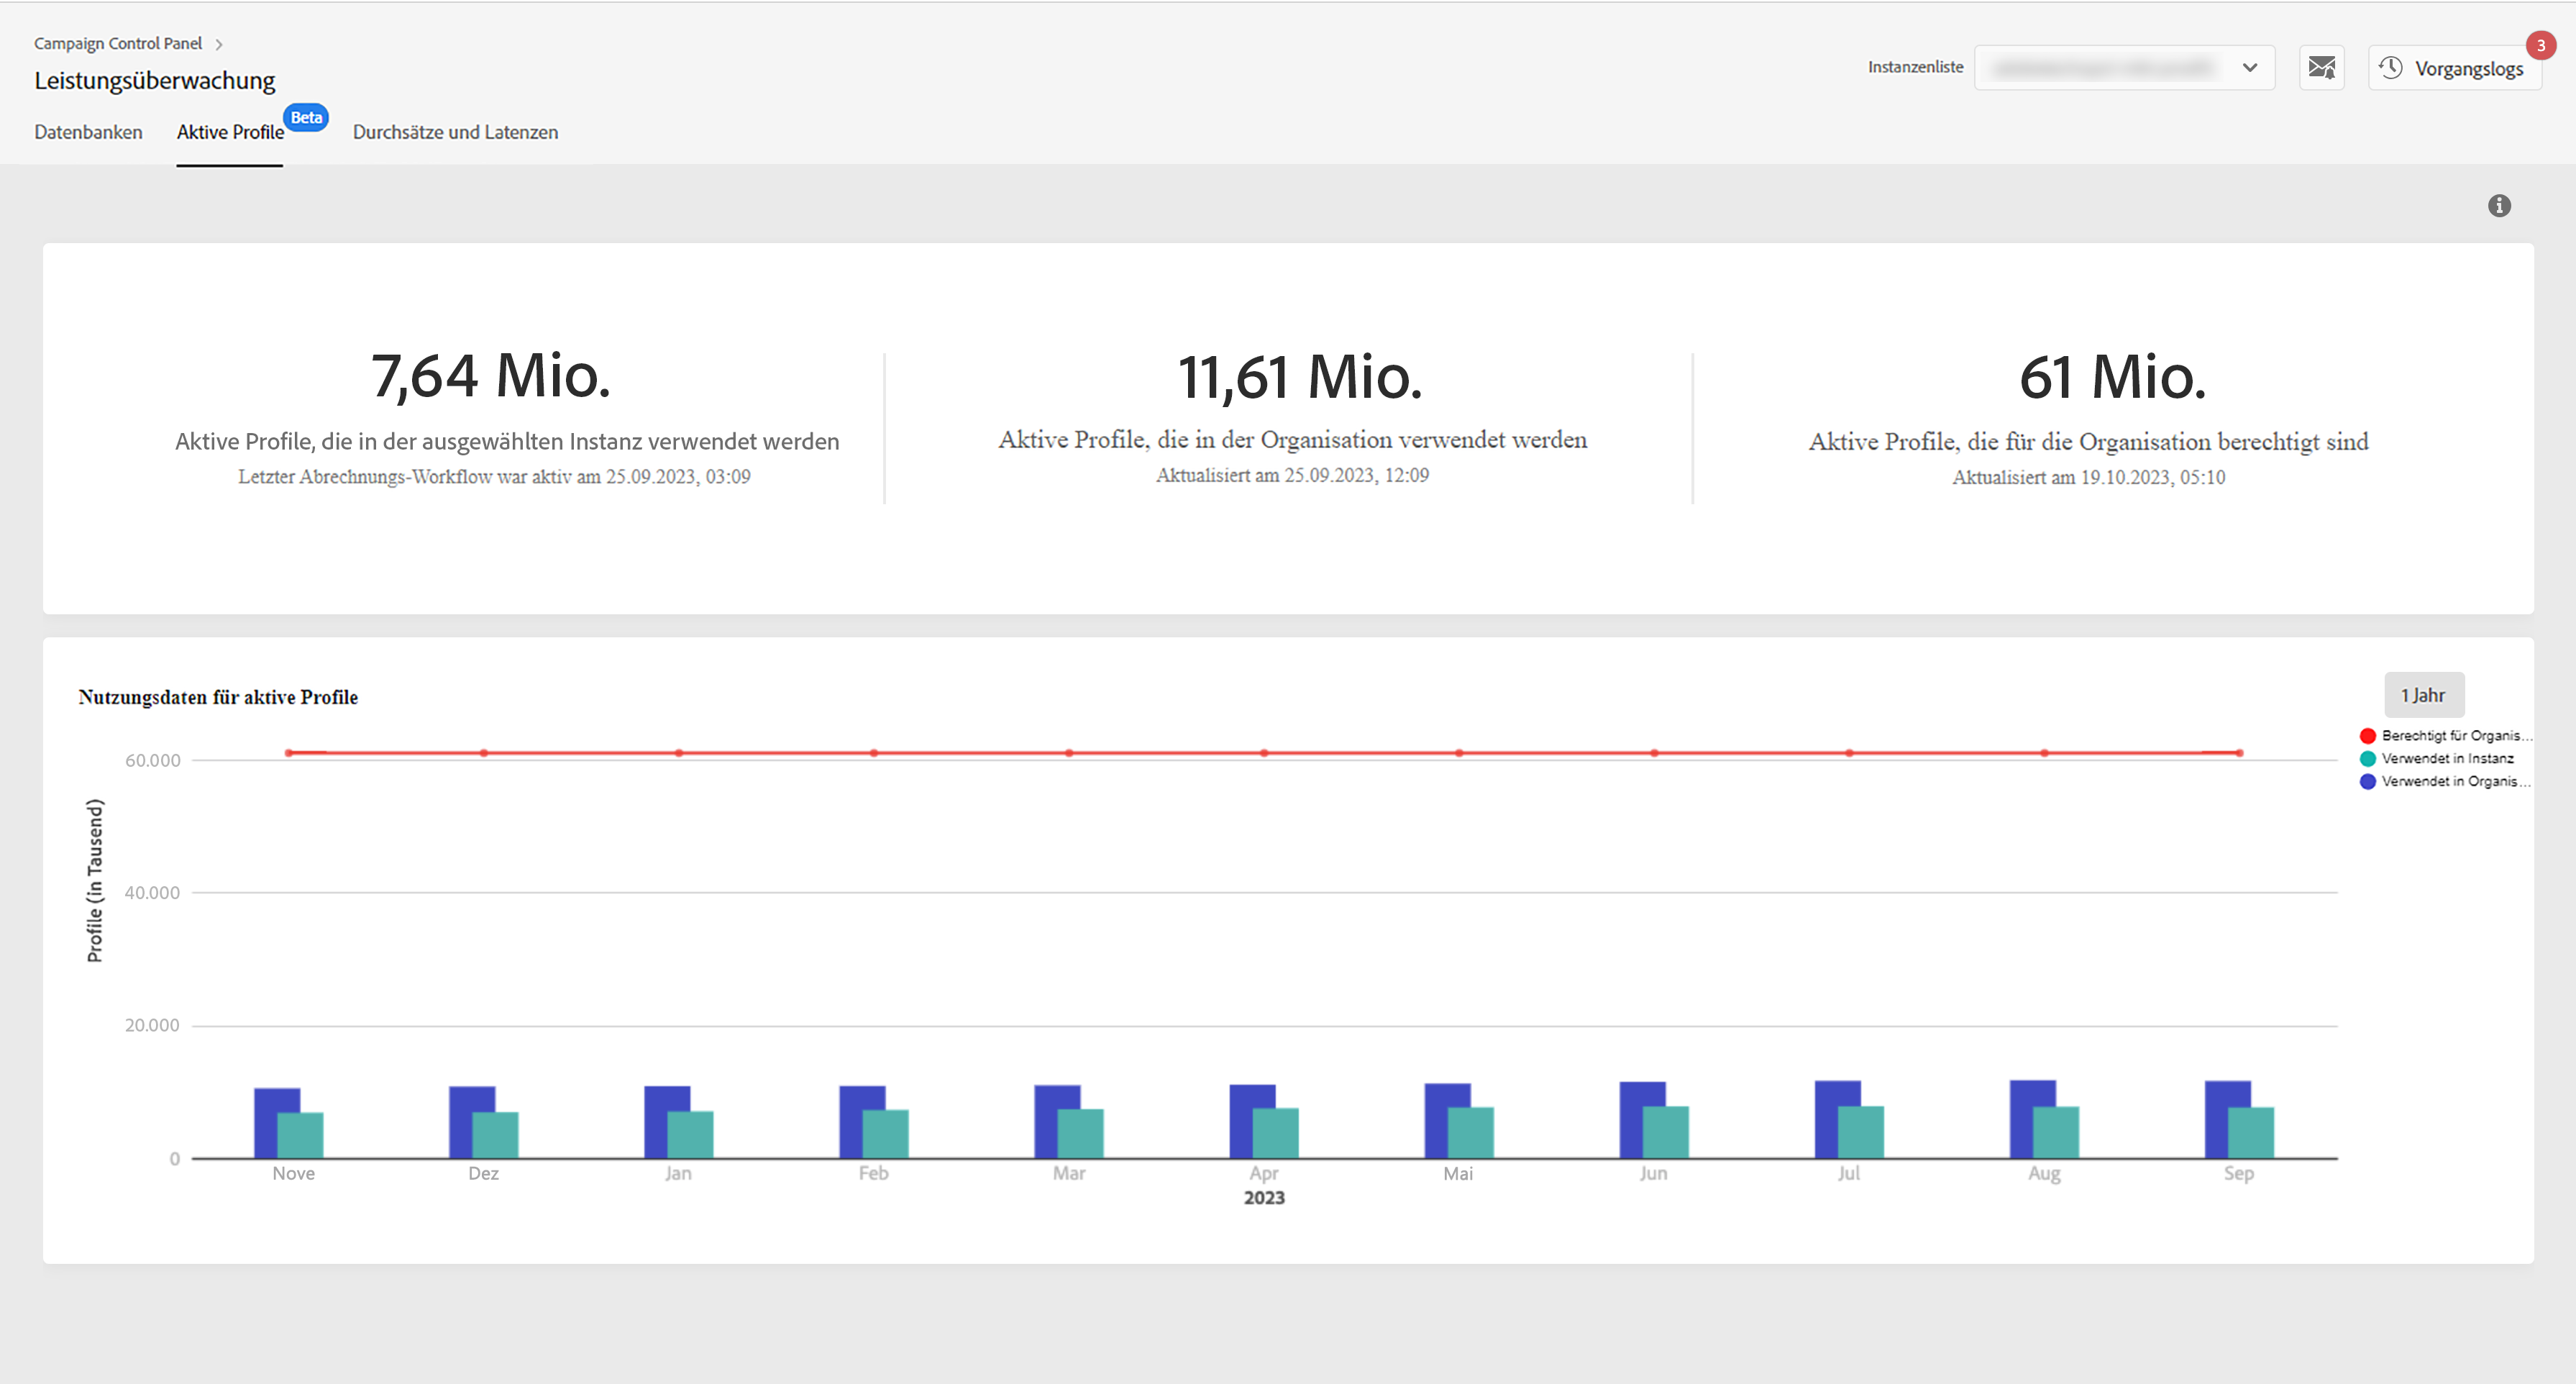 Campaign Control Panel
Leistungsüberwachung
Instanzenliste
Vorgangslogs
3
Datenbanken
Aktive Profile
Beta
Durchsätze und Latenzen
7,64 Mio.
Aktive Profile, die in der ausgewählten Instanz verwendet werden
Letzter Abrechnungs-Workflow war aktiv am 25.09.2023, 03:09
11,61 Mio.
Aktive Profile, die in der Organisation verwendet werden
Aktualisiert am 25.09.2023, 12:09
61 Mio.
Aktive Profile, die für die Organisation berechtigt sind
Aktualisiert am 19.10.2023, 05:10
Nutzungsdaten für aktive Profile
1 Jahr
Berechtigt für Organis...
Verwendet in Instanz
Verwendet in Organis...
Profile (in Tausend)
60.000
40.000
20.000
0
Nove Dez Jan Feb Mar Apr Mai Jun Jul Aug Sep
2023